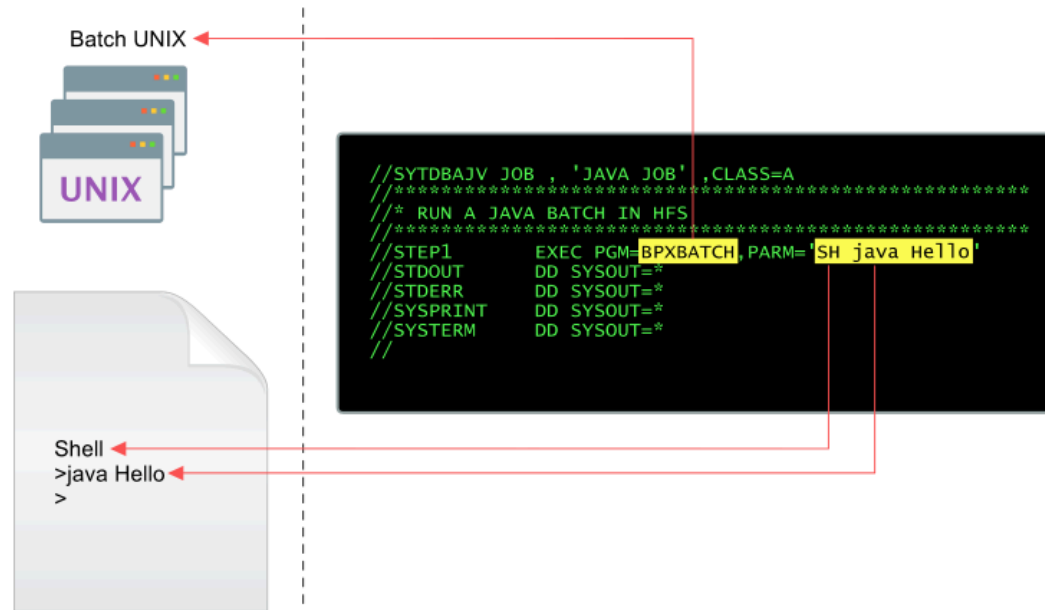 Batch UNIX
UNIX
//SYTDBAJV JOB , 'JAVA JOB' ,CLASS=A
//******************************************************
//* RUN A JAVA BATCH IN HFS
//******************************************************
//STEP1 EXEC PGM=BPXBATCH,PARM='SH java Hello'
//STDOUT DD SYSOUT=*
//STDERR DD SYSOUT=*
//SYSPRINT DD SYSOUT=*
//SYSTERM DD SYSOUT=*
//
Shell
>java Hello
>